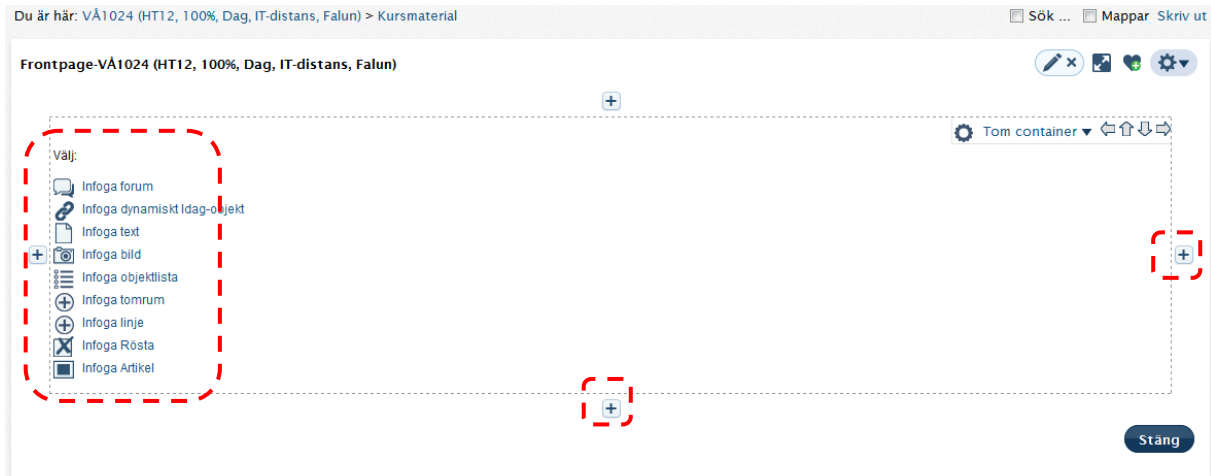 Du är här: VÅ1024 (HT12, 100%, Dag, IT-distans, Falun) > Kursmaterial Sök ... Mappar Skriv ut
Frontpage-VÅ1024 (HT12, 100%, Dag, IT-distans, Falun)
Tom container
Välj:
Infoga forum
Infoga dynamiskt Idag-objekt
Infoga text
Infoga bild
Infoga objektlista
Infoga tomrum
Infoga linje
Infoga Rösta
Infoga Artikel
Stäng